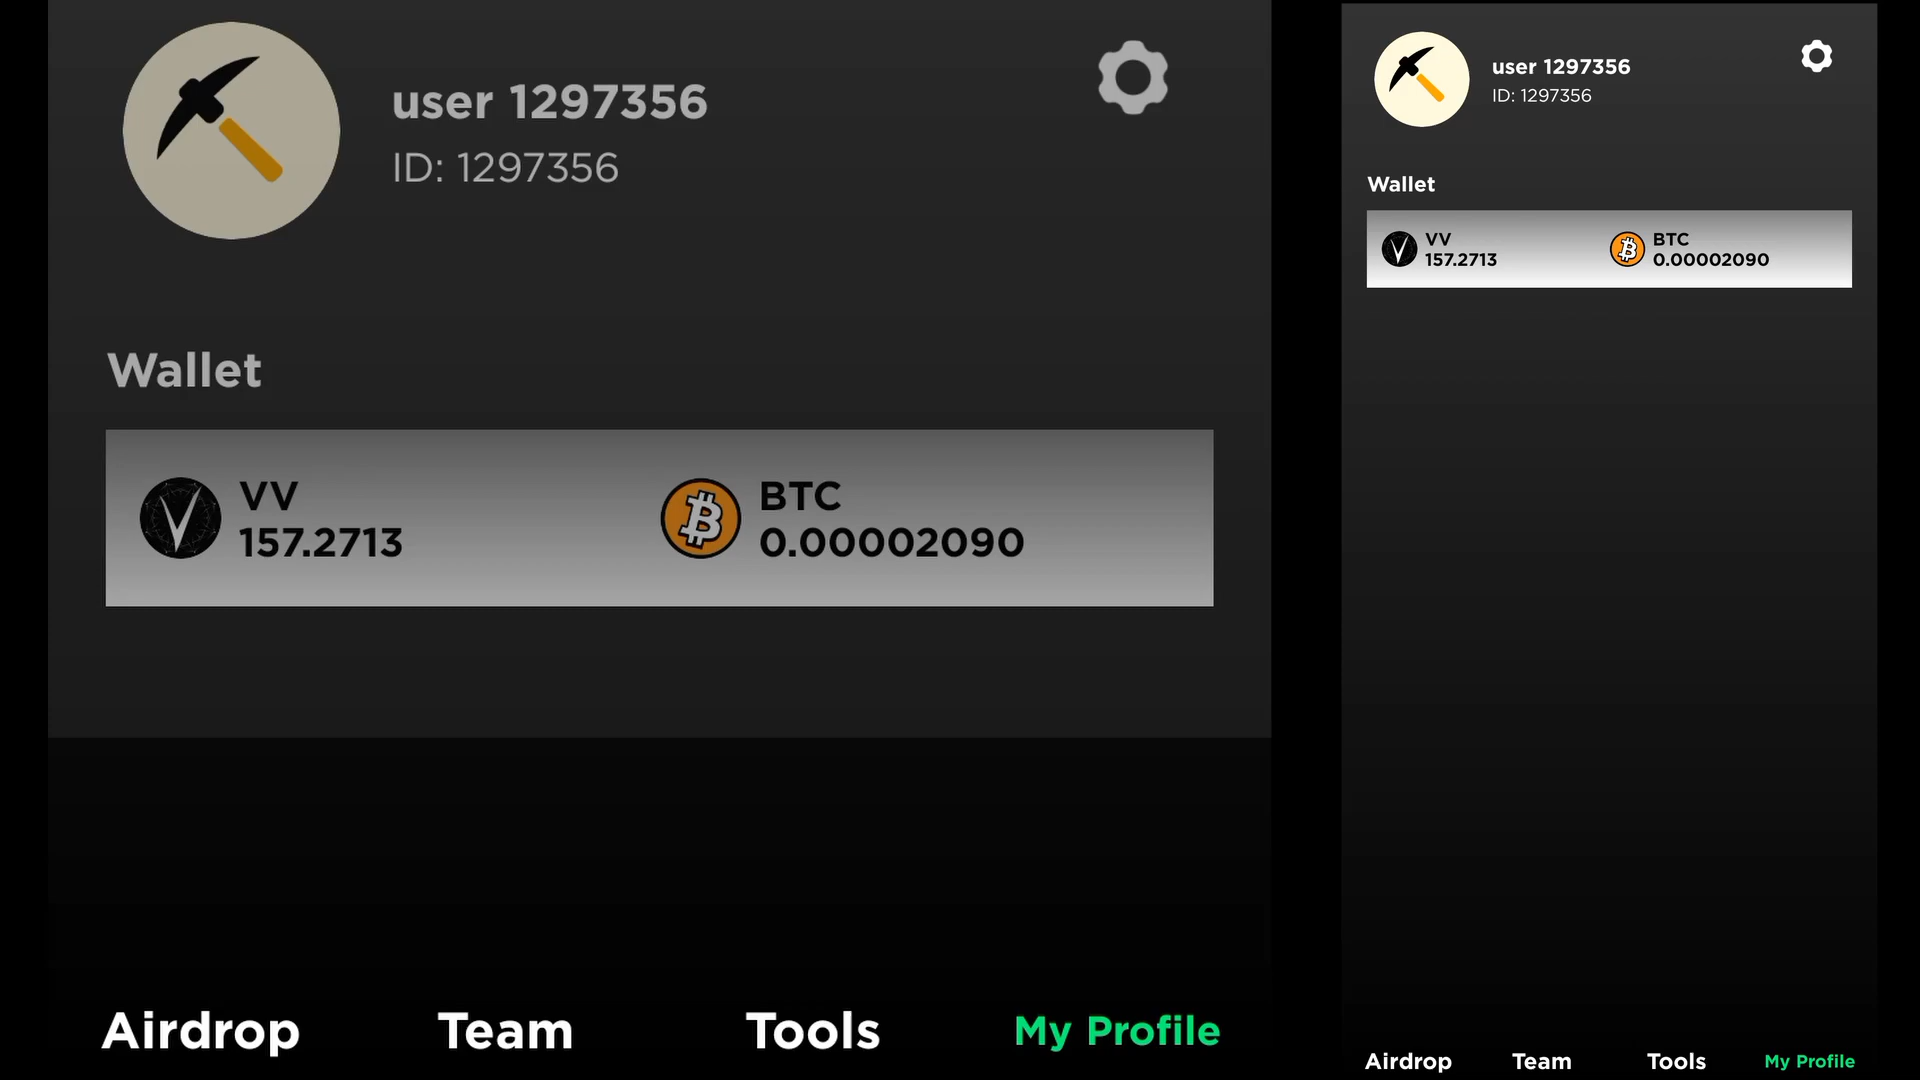 user 1297356
ID: 1297356
Wallet
VV
157.2713
BTC
0.00002090
Airdrop Team Tools My Profile
user 1297356
ID: 1297356
Wallet
VV
157.2713
BTC
0.00002090
Airdrop Team Tools My Profile